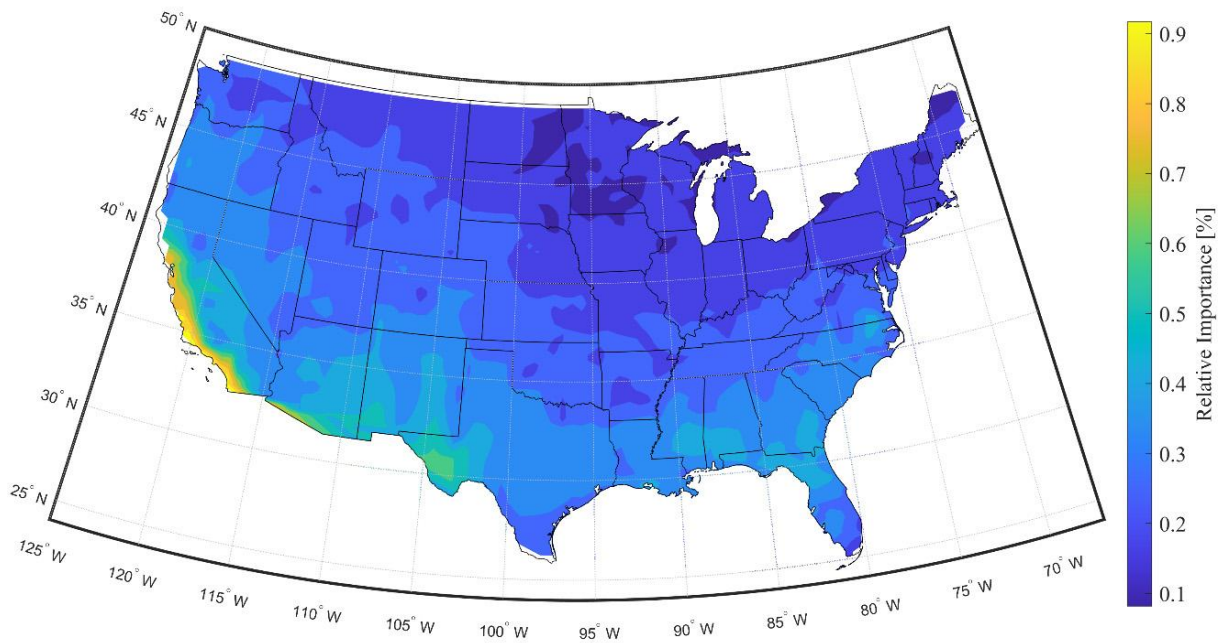 50° N
45° N
40° N
35° N
30° N
25° N
125° W
120° W
115° W
110° W
105° W
100° W
95° W
90° W
85° W
80° W
75° W
70° W
0.9
0.8
0.7
0.6
0.5
0.4
0.3
0.2
0.1
Relative Importance [%]